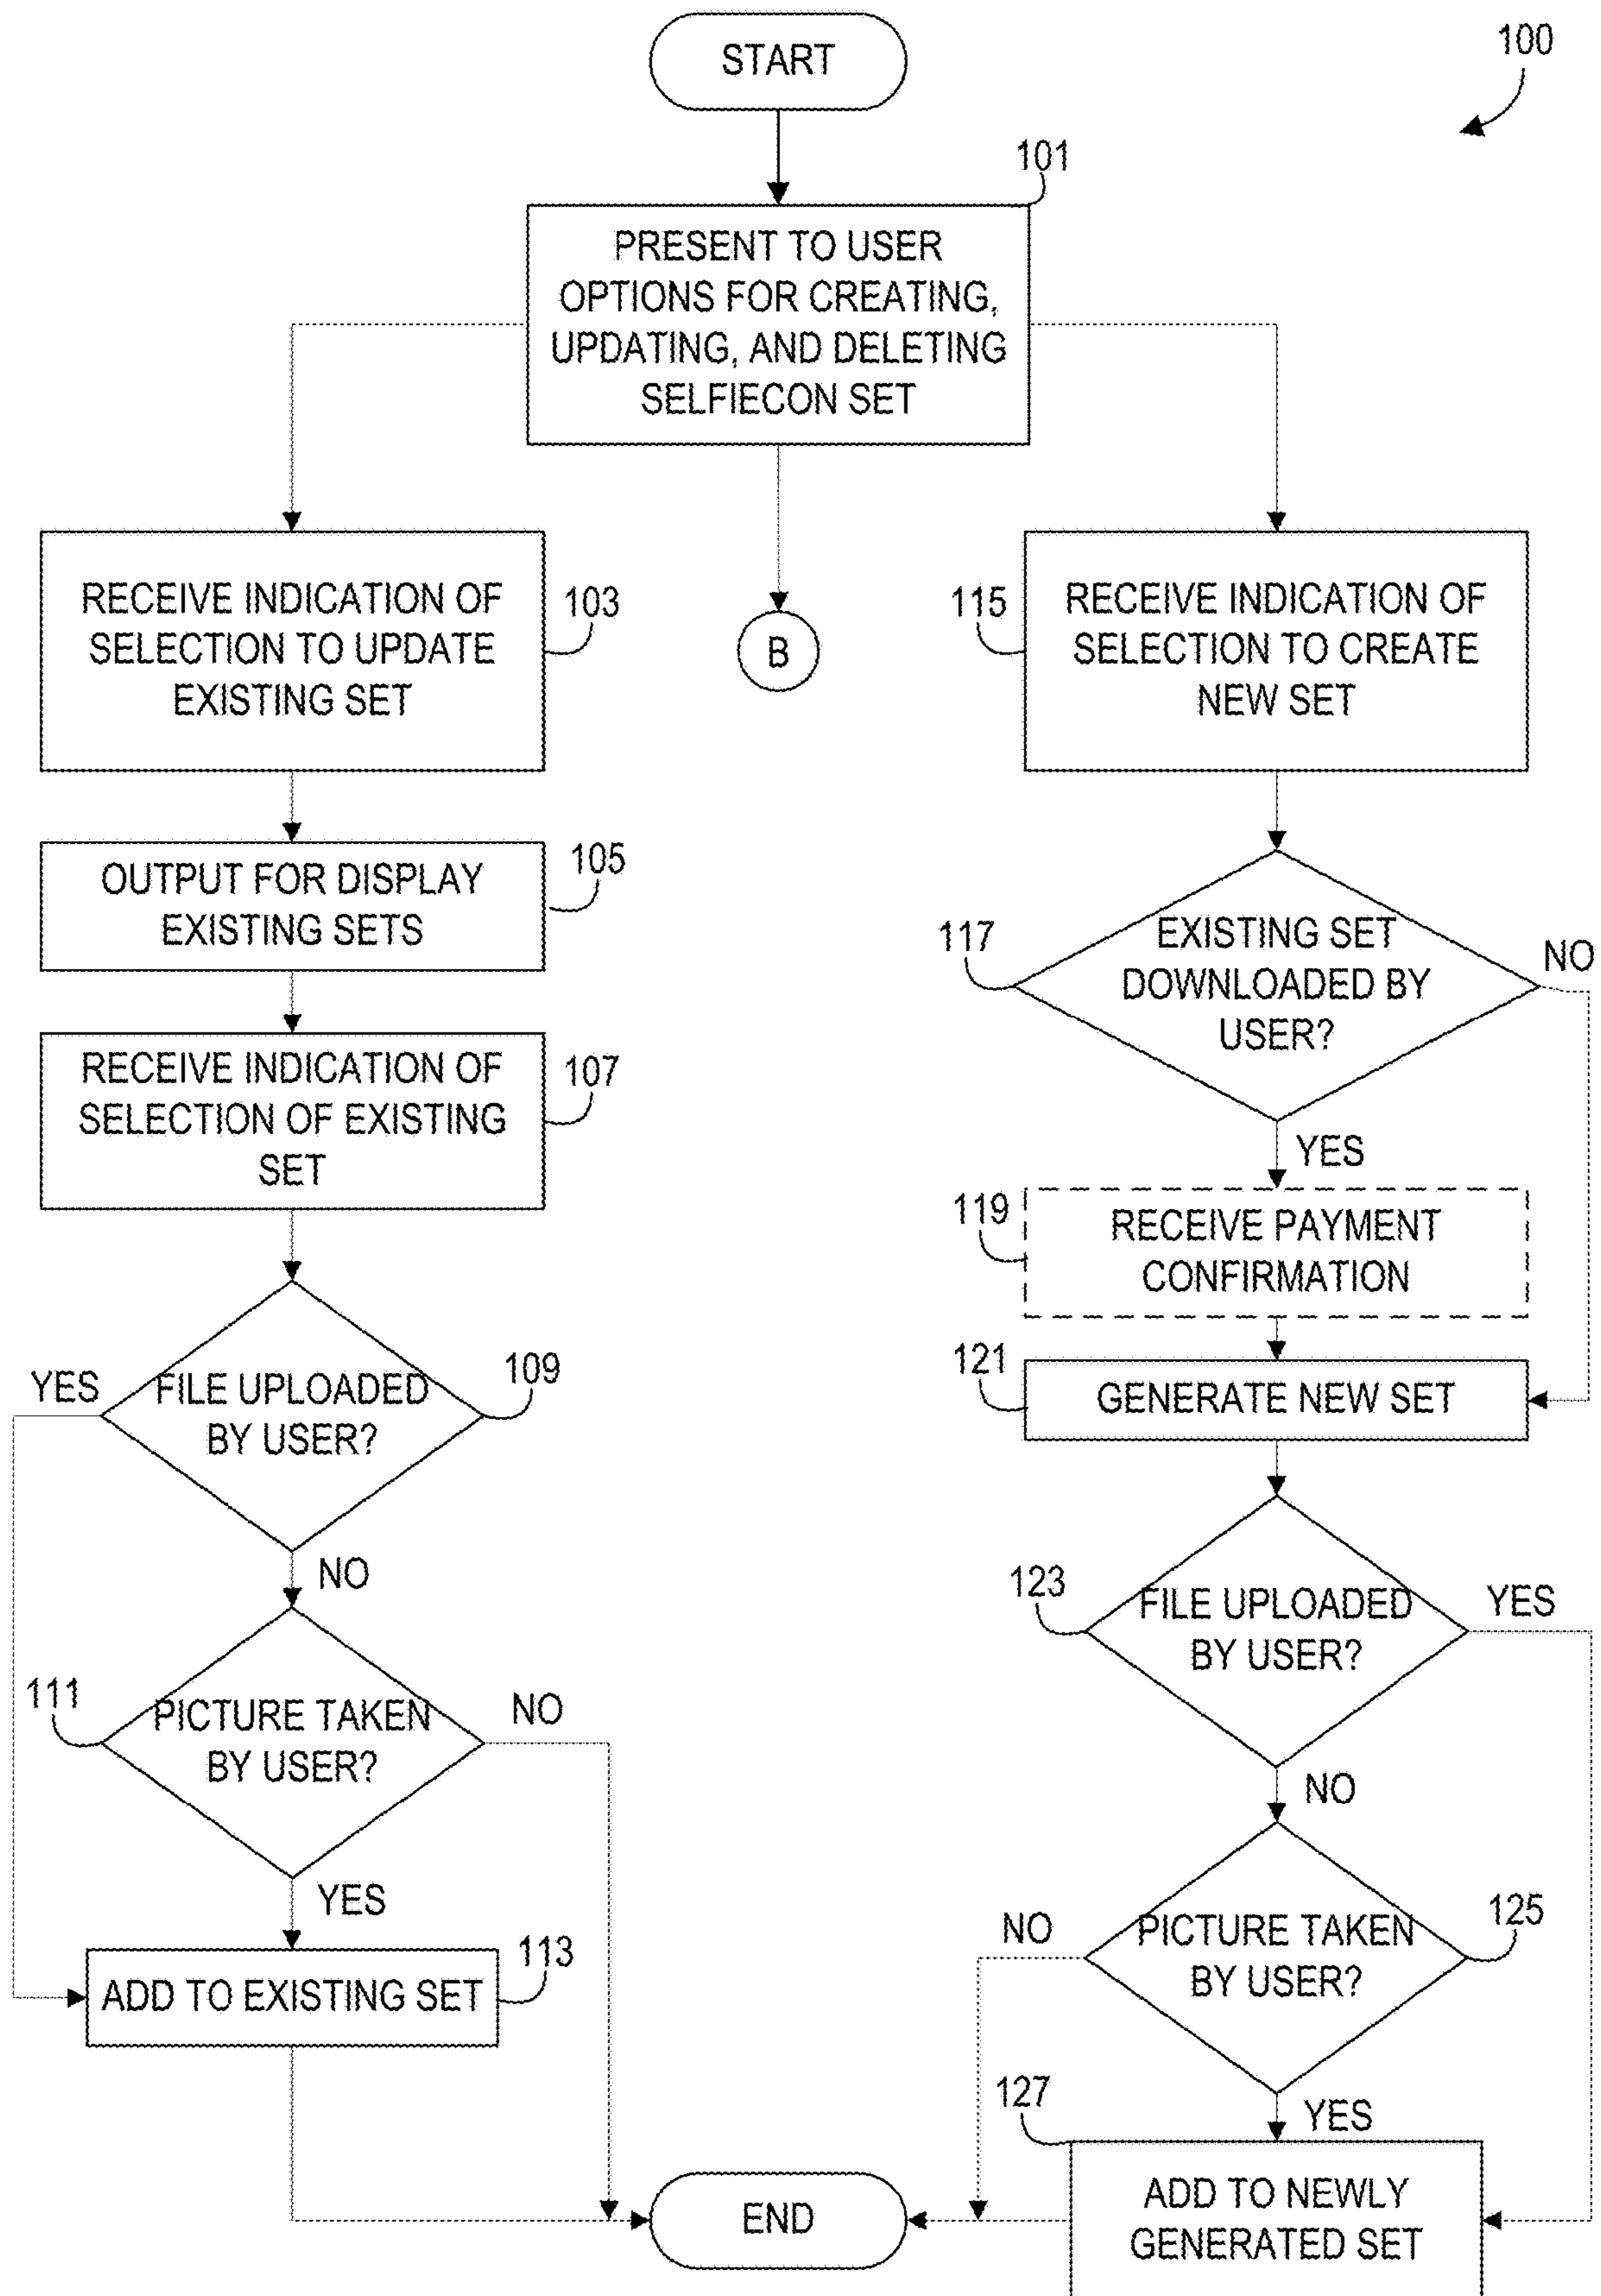 START
100
101
PRESENT TO USER
OPTIONS FOR CREATING,
UPDATING, AND DELETING
SELFIECON SET
RECEIVE INDICATION OF
SELECTION TO UPDATE
EXISTING SET
103
B
115
RECEIVE INDICATION OF
SELECTION TO CREATE
NEW SET
OUTPUT FOR DISPLAY
EXISTING SETS
105
117
EXISTING SET
DOWNLOADED BY
USER?
NO
RECEIVE INDICATION OF
SELECTION OF EXISTING
SET
107
YES
119
RECEIVE PAYMENT
CONFIRMATION
YES
FILE UPLOADED
BY USER?
109
121
GENERATE NEW SET
NO
123
FILE UPLOADED
BY USER?
YES
111
PICTURE TAKEN
BY USER?
NO
NO
YES
NO
PICTURE TAKEN
BY USER?
125
ADD TO EXISTING SET
113
127
YES
END
ADD TO NEWLY
GENERATED SET